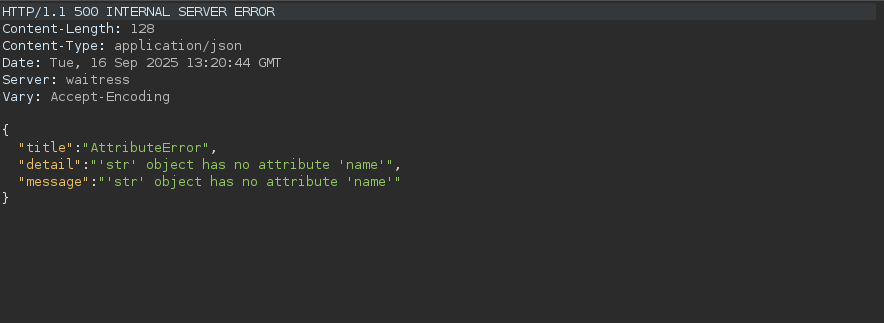 HTTP/1.1 500 INTERNAL SERVER ERROR
Content-Length: 128
Content-Type: application/json
Date: Tue, 16 Sep 2025 13:20:44 GMT
Server: waitress
Vary: Accept-Encoding
{
"title":"AttributeError",
"detail":"'str' object has no attribute 'name'",
"message":"'str' object has no attribute 'name'"
}